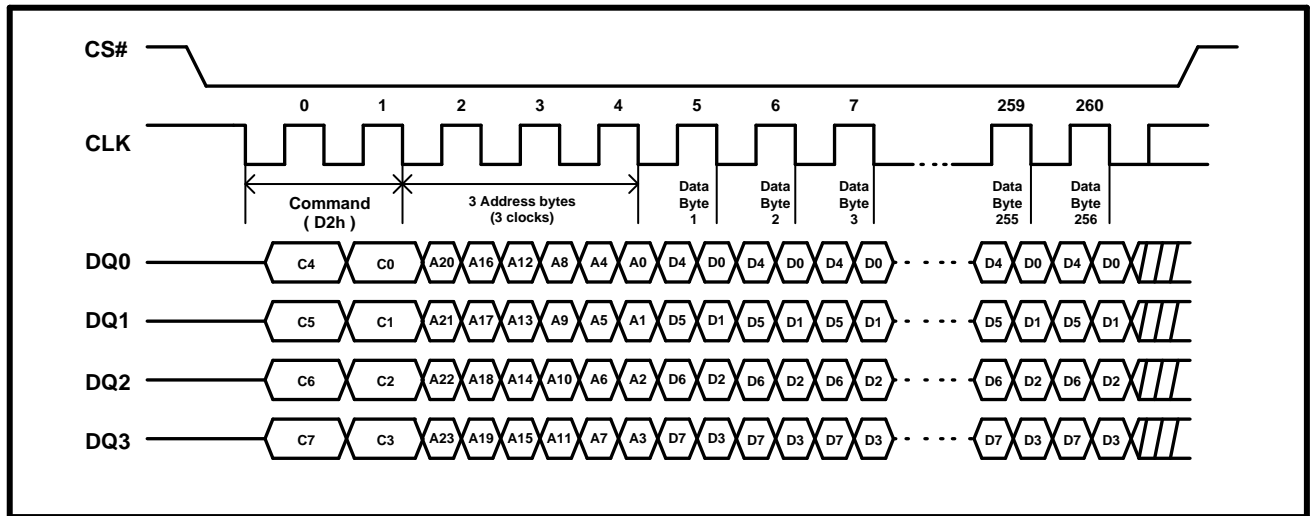 CS#
0 1 2 3 4 5 6 7 259 260
CLK
Command
( D2h )
3 Address bytes
(3 clocks)
Data
Byte
1
Data
Byte
2
Data
Byte
3
Data
Byte
255
Data
Byte
256
DQ0 C4 C0 A20 A16 A12 A8 A4 A0 D4 D0 D4 D0 D4 D0 D4 D0 D4 D0
DQ1 C5 C1 A21 A17 A13 A9 A5 A1 D5 D1 D5 D1 D5 D1 D5 D1 D5 D1
DQ2 C6 C2 A22 A18 A14 A10 A6 A2 D6 D2 D6 D2 D6 D2 D6 D2 D6 D2
DQ3 C7 C3 A23 A19 A15 A11 A7 A3 D7 D3 D7 D3 D7 D3 D7 D3 D7 D3